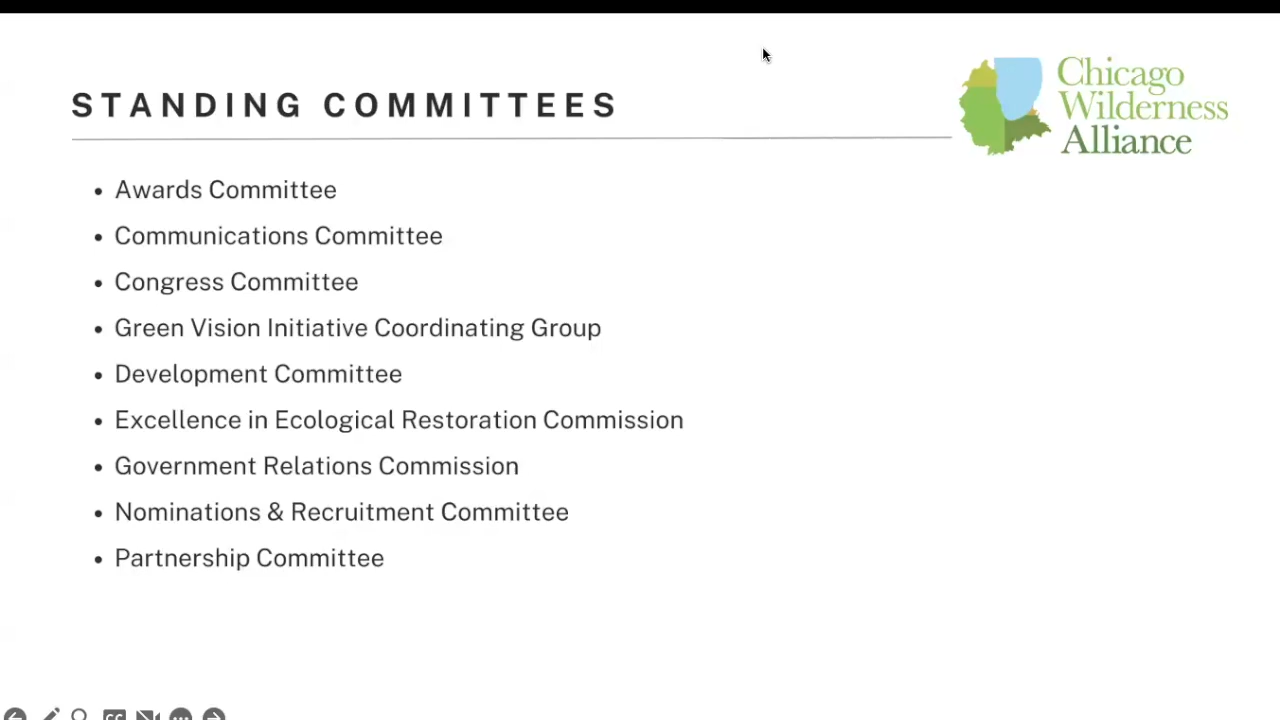 STANDING COMMITTEES
Chicago
Wilderness
Alliance
• Awards Committee
• Communications Committee
• Congress Committee
• Green Vision Initiative Coordinating Group
• Development Committee
• Excellence in Ecological Restoration Commission
• Government Relations Commission
• Nominations & Recruitment Committee
• Partnership Committee
CC